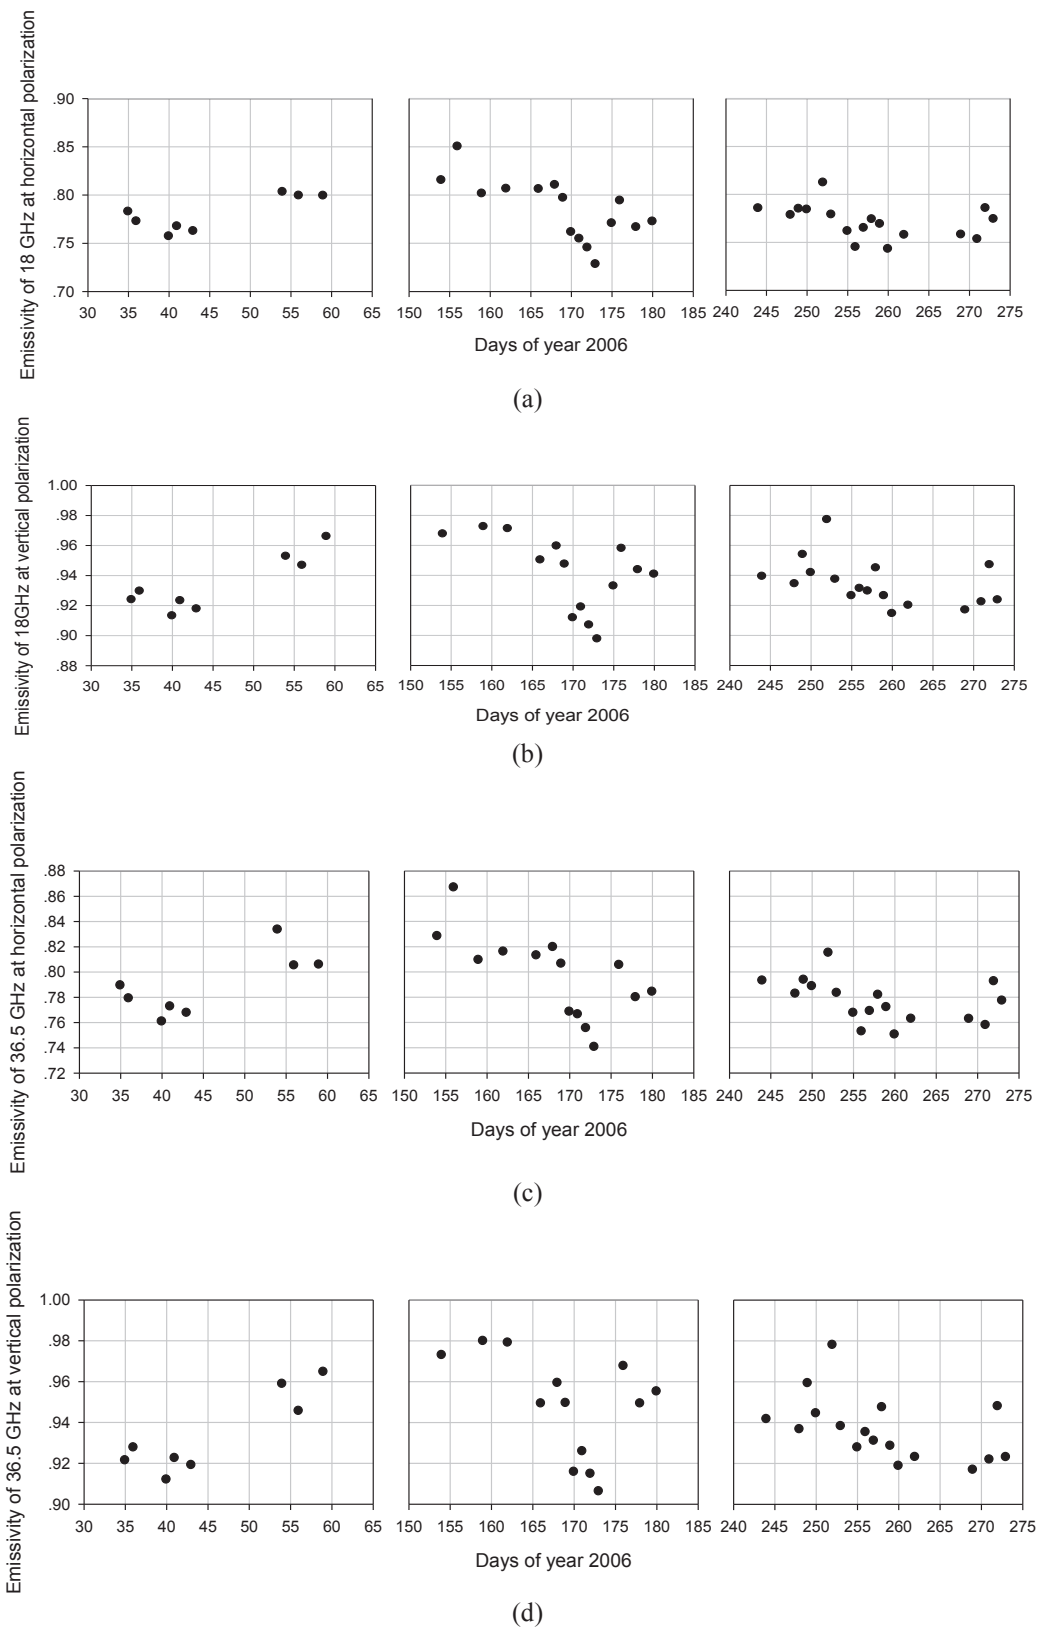 Emissivity of 18 GHz at horizontal polarization
.90
.85
.80
.75
.70
30 35 40 45 50 55 60 65
150 155 160 165 170 175 180 185
240 245 250 255 260 265 270 275
Days of year 2006
(a)
Emissivity of 18GHz at vertical polarization
1.00
.98
.96
.94
.92
.90
.88
30 35 40 45 50 55 60 65
150 155 160 165 170 175 180 185
240 245 250 255 260 265 270 275
Days of year 2006
(b)
Emissivity of 36.5 GHz at horizontal polarization
.88
.86
.84
.82
.80
.78
.76
.74
.72
30 35 40 45 50 55 60 65
150 155 160 165 170 175 180 185
240 245 250 255 260 265 270 275
Days of year 2006
(c)
Emissivity of 36.5 GHz at vertical polarization
1.00
.98
.96
.94
.92
.90
30 35 40 45 50 55 60 65
150 155 160 165 170 175 180 185
240 245 250 255 260 265 270 275
Days of year 2006
(d)